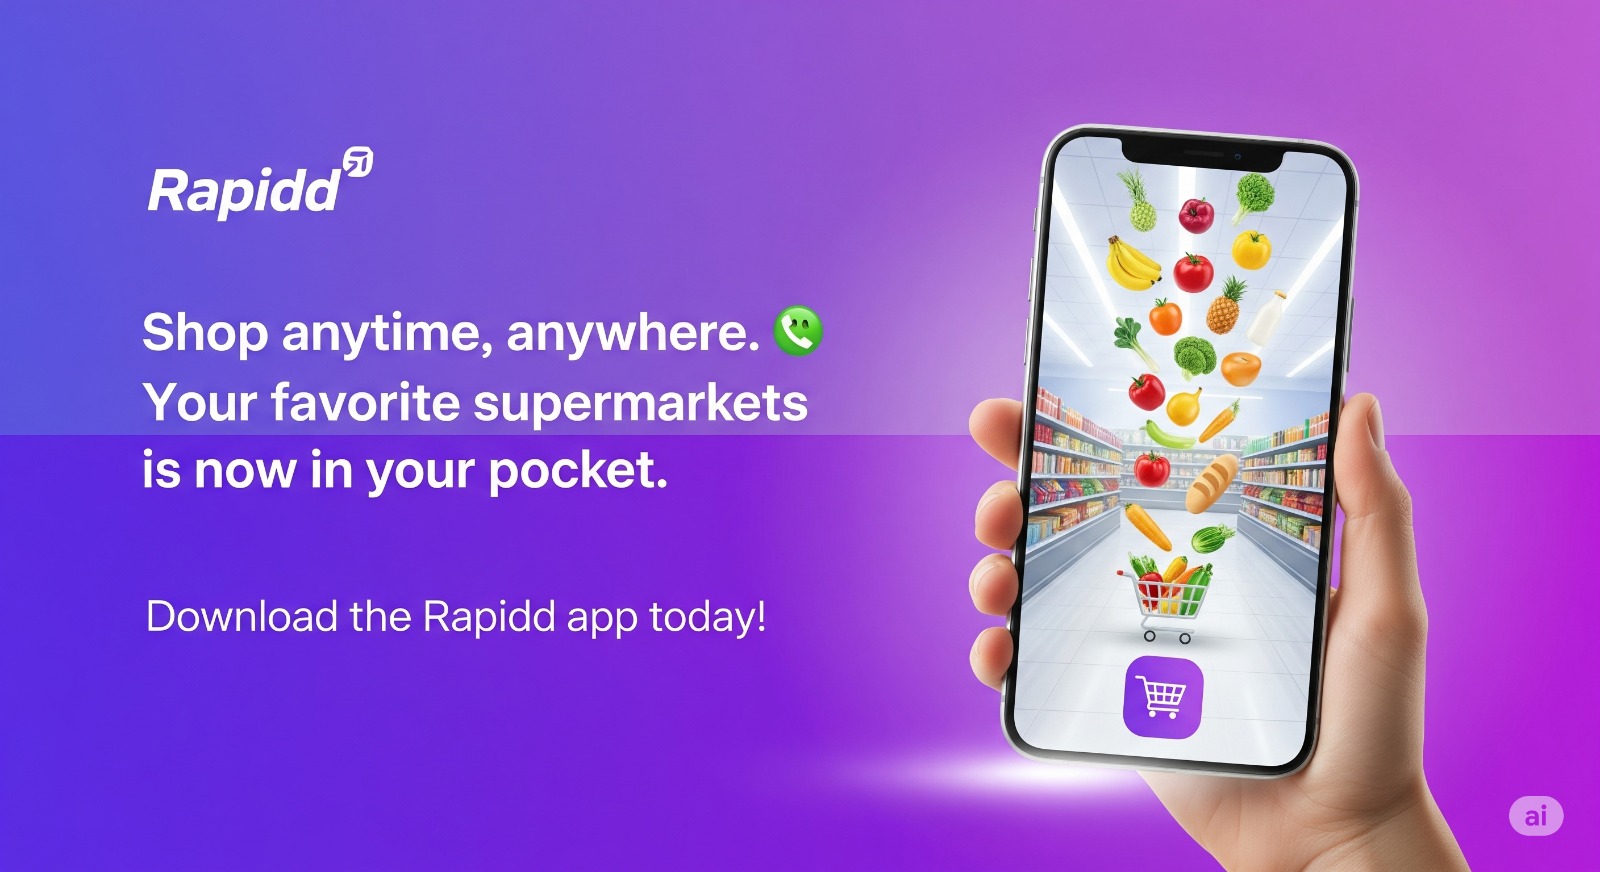 Rapidd
Shop anytime, anywhere.
Your favorite supermarkets
is now in your pocket.
Download the Rapidd app today!
ai